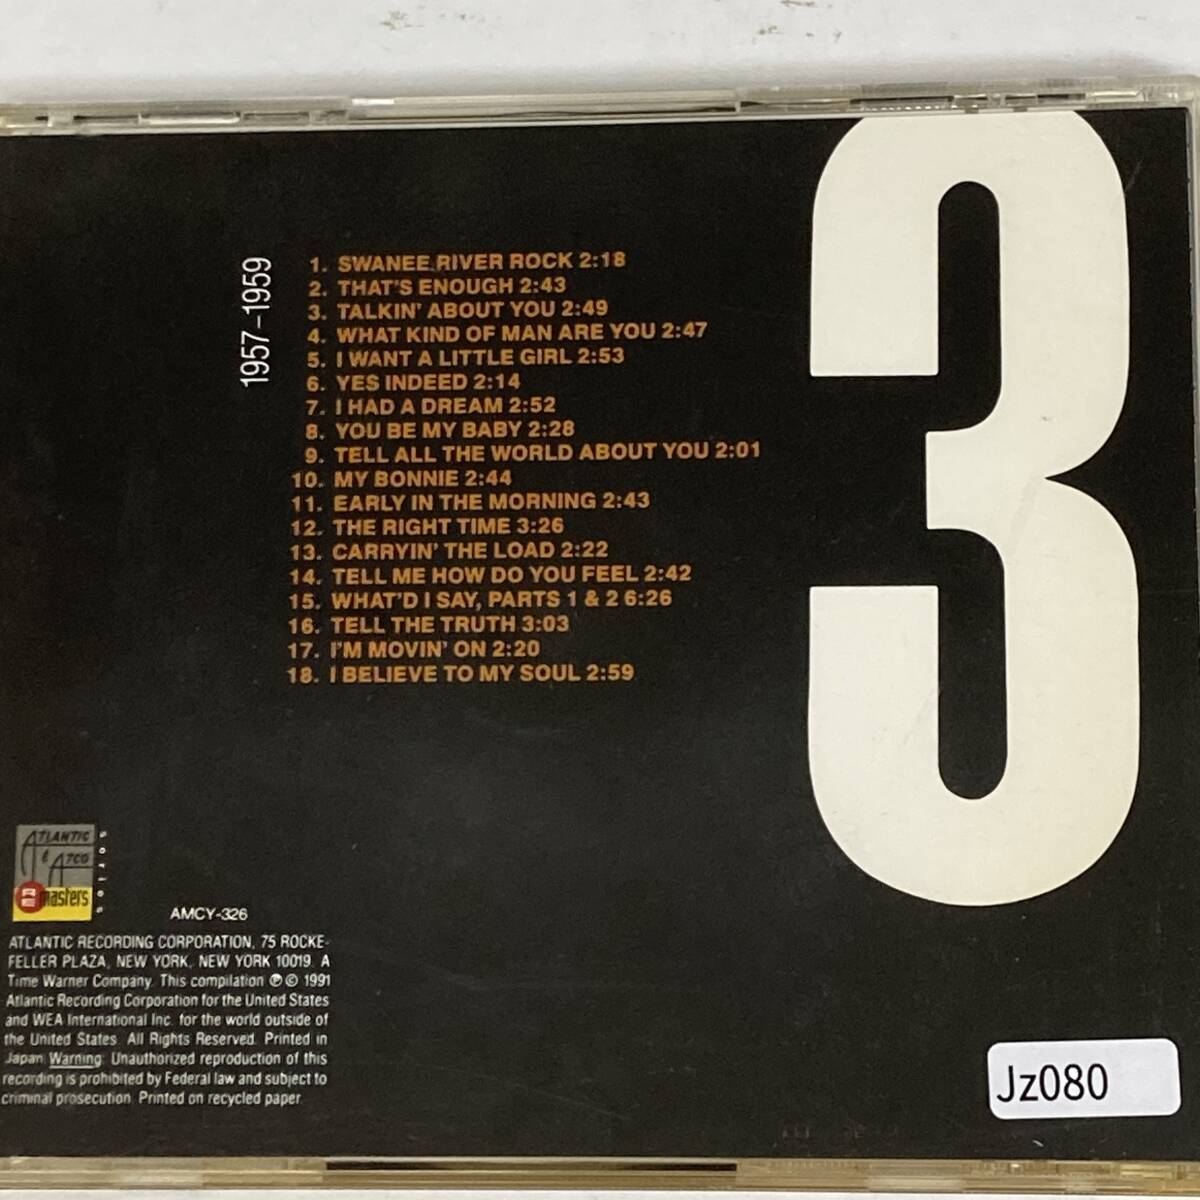 3
1957-1959
1. SWANEE RIVER ROCK 2:18
2. THAT'S ENOUGH 2:43
3. TALKIN' ABOUT YOU 2:49
4. WHAT KIND OF MAN ARE YOU 2:47
5. I WANT A LITTLE GIRL 2:53
6. YES INDEED 2:14
7. I HAD A DREAM 2:52
8. YOU BE MY BABY 2:28
9. TELL ALL THE WORLD ABOUT YOU 2:01
10. MY BONNIE 2:44
11. EARLY IN THE MORNING 2:43
12. THE RIGHT TIME 3:26
13. CARRYIN' THE LOAD 2:22
14. TELL ME HOW DO YOU FEEL 2:42
15. WHAT'D I SAY, PARTS 1 & 2 6:26
16. TELL THE TRUTH 3:03
17. I'M MOVIN' ON 2:20
18. I BELIEVE TO MY SOUL 2:59
ATLANTIC
& ATCO
masters
series
AMCY-326
ATLANTIC RECORDING CORPORATION, 75 ROCKE-
FELLER PLAZA, NEW YORK, NEW YORK 10019. A
Time Warner Company. This compilation ℗ © 1991
Atlantic Recording Corporation for the United States
and WEA International Inc. for the world outside of
the United States. All Rights Reserved. Printed in
Japan Warning: Unauthorized reproduction of this
recording is prohibited by Federal law and subject to
criminal prosecution. Printed on recycled paper.
Jz080